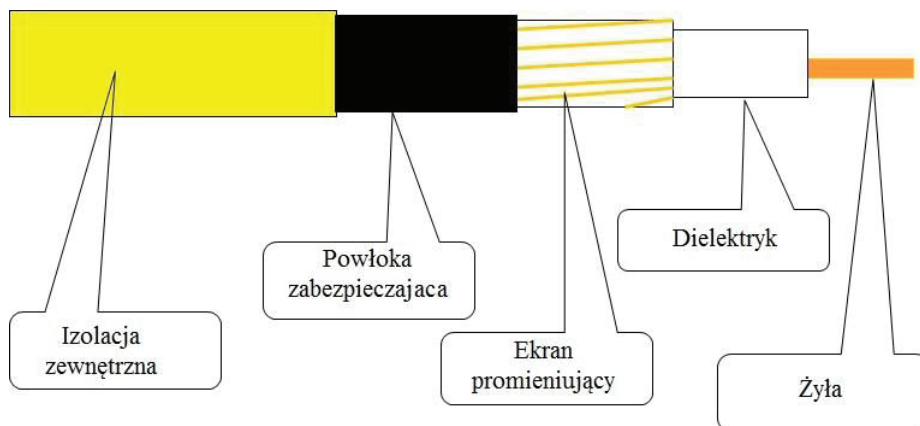 Izolacja
zewnętrzna
Powłoka
zabezpieczajaca
Ekran
promieniujący
Dielektryk
Żyła